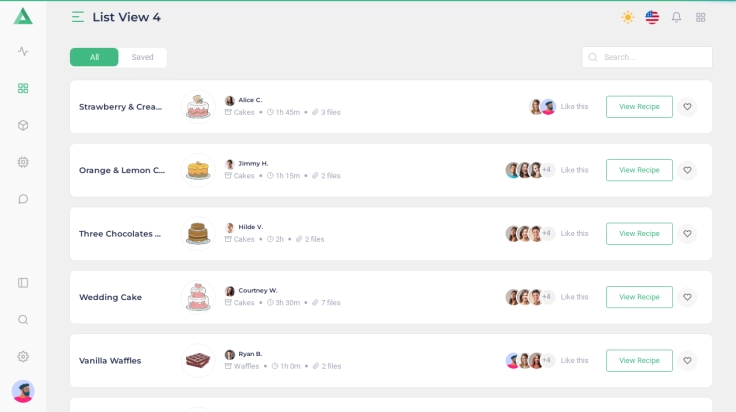 List View 4
All
Saved
Search...
Strawberry & Crea...
Alice C.
Cakes • 1h 45m • 3 files
Like this
View Recipe
Orange & Lemon C...
Jimmy H.
Cakes • 1h 15m • 2 files
+4
Like this
View Recipe
Three Chocolates ...
Hilde V.
Cakes • 2h • 2 files
+4
Like this
View Recipe
Wedding Cake
Courtney W.
Cakes • 3h 30m • 7 files
+4
Like this
View Recipe
Vanilla Waffles
Ryan B.
Waffles • 1h 0m • 2 files
+4
Like this
View Recipe